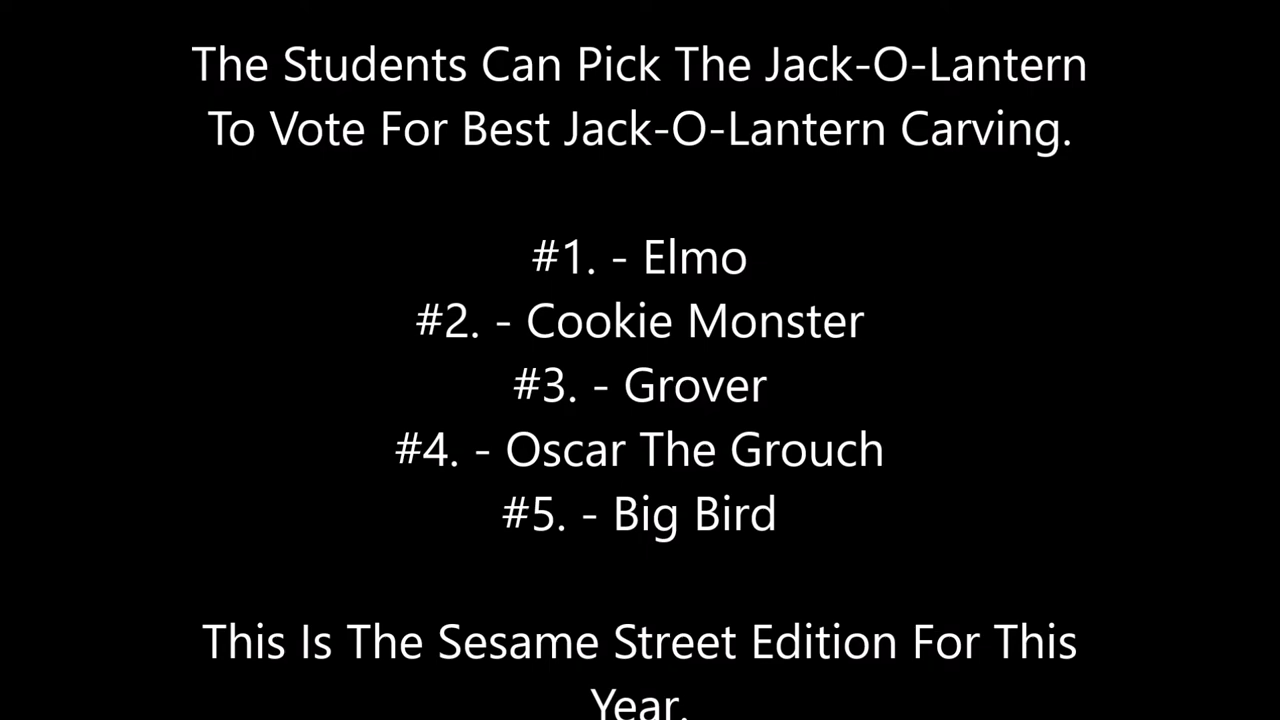 The Students Can Pick The Jack-O-Lantern
To Vote For Best Jack-O-Lantern Carving.
#1. - Elmo
#2. - Cookie Monster
#3. - Grover
#4. - Oscar The Grouch
#5. - Big Bird
This Is The Sesame Street Edition For This
Year.